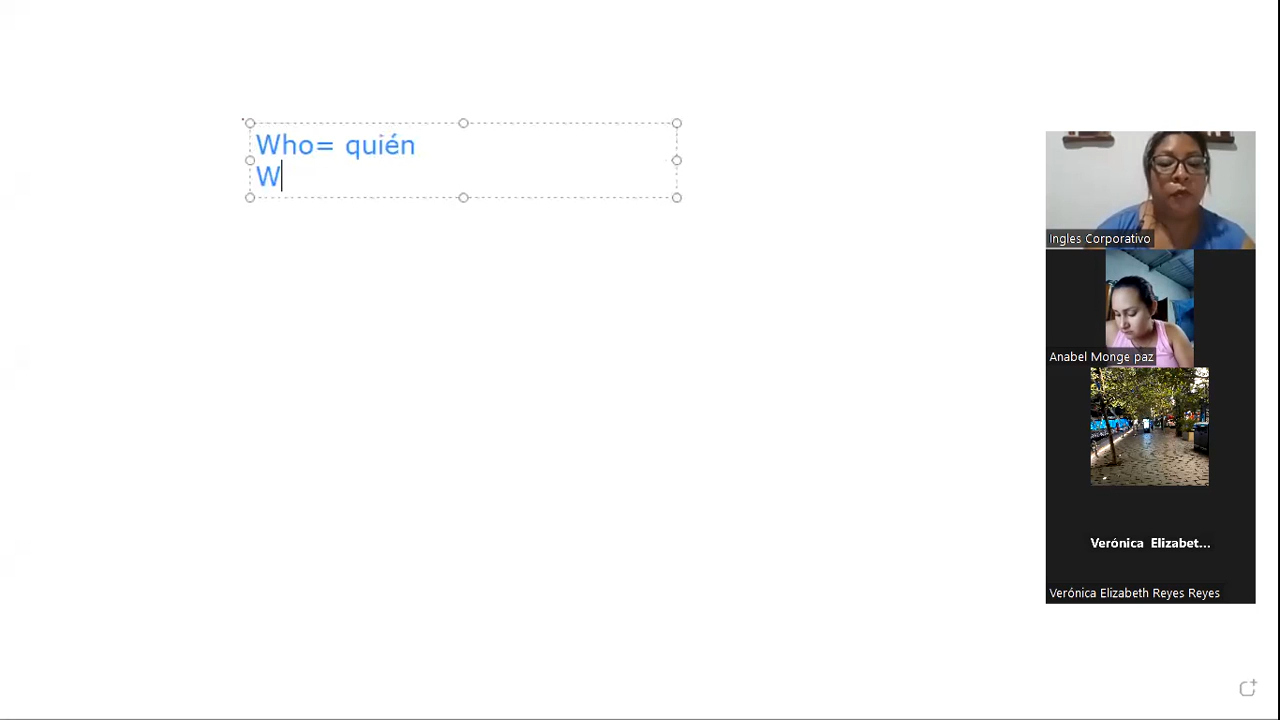 Who= quién
W
Ingles Corporativo
Anabel Monge paz
Verónica Elizabet...
Verónica Elizabeth Reyes Reyes